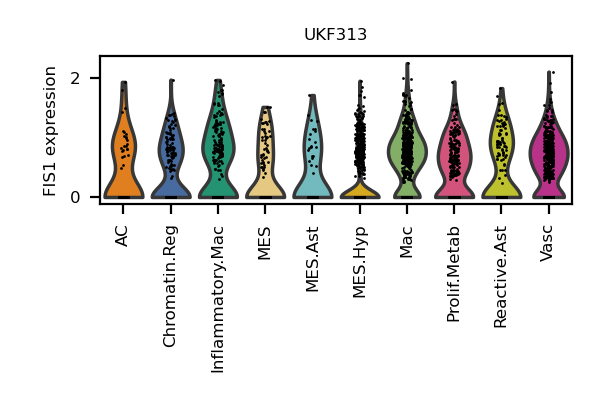 UKF313
FIS1 expression
2
0
AC
Chromatin.Reg
Inflammatory.Mac
MES
MES.Ast
MES.Hyp
Mac
Prolif.Metab
Reactive.Ast
Vasc